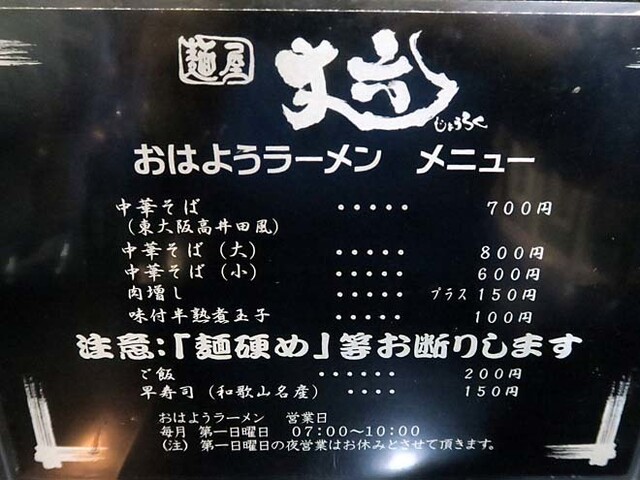 麺屋 丈六
じょうろく
おはようラーメン メニュー
中華そば ・・・・・ 700円
(東大阪高井田風)
中華そば(大) ・・・・・ 800円
中華そば(小) ・・・・・ 600円
肉増し ・・・・・ プラス150円
味付半熟煮玉子 ・・・・・ 100円
注意:「麺硬め」等お断りします
ご飯 ・・・・・・ 200円
早寿司(和歌山名産) ・・・・ 150円
おはようラーメン 営業日
毎月 第一日曜日 07:00~10:00
(注) 第一日曜日の夜営業はお休みとさせて頂きます。